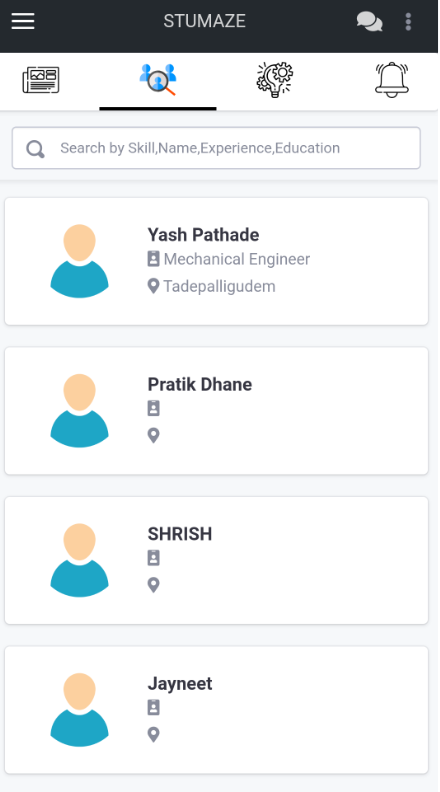 STUMAZE
Search by Skill,Name,Experience,Education
Yash Pathade
Mechanical Engineer
Tadepalligudem
Pratik Dhane
SHRISH
Jayneet